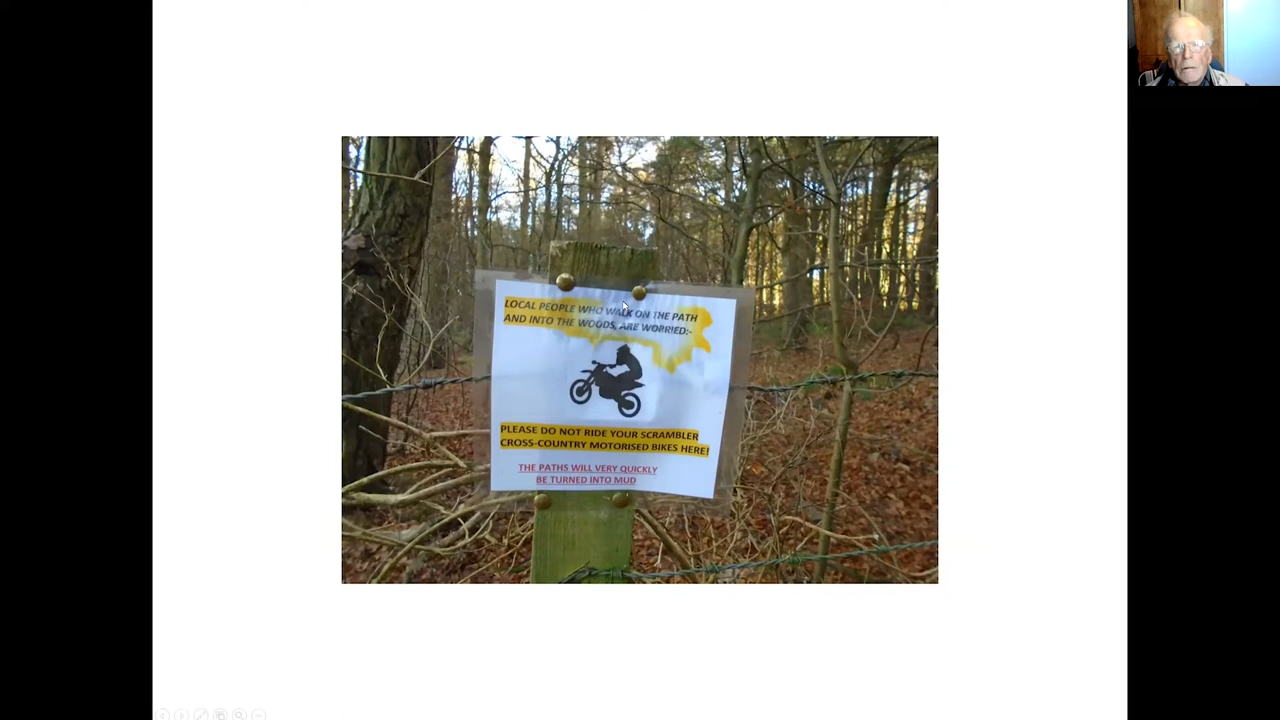 LOCAL PEOPLE WHO WALK ON THE PATH
AND INTO THE WOODS, ARE WORRIED:-
PLEASE DO NOT RIDE YOUR SCRAMBLER
CROSS-COUNTRY MOTORISED BIKES HERE!
THE PATHS WILL VERY QUICKLY
BE TURNED INTO MUD